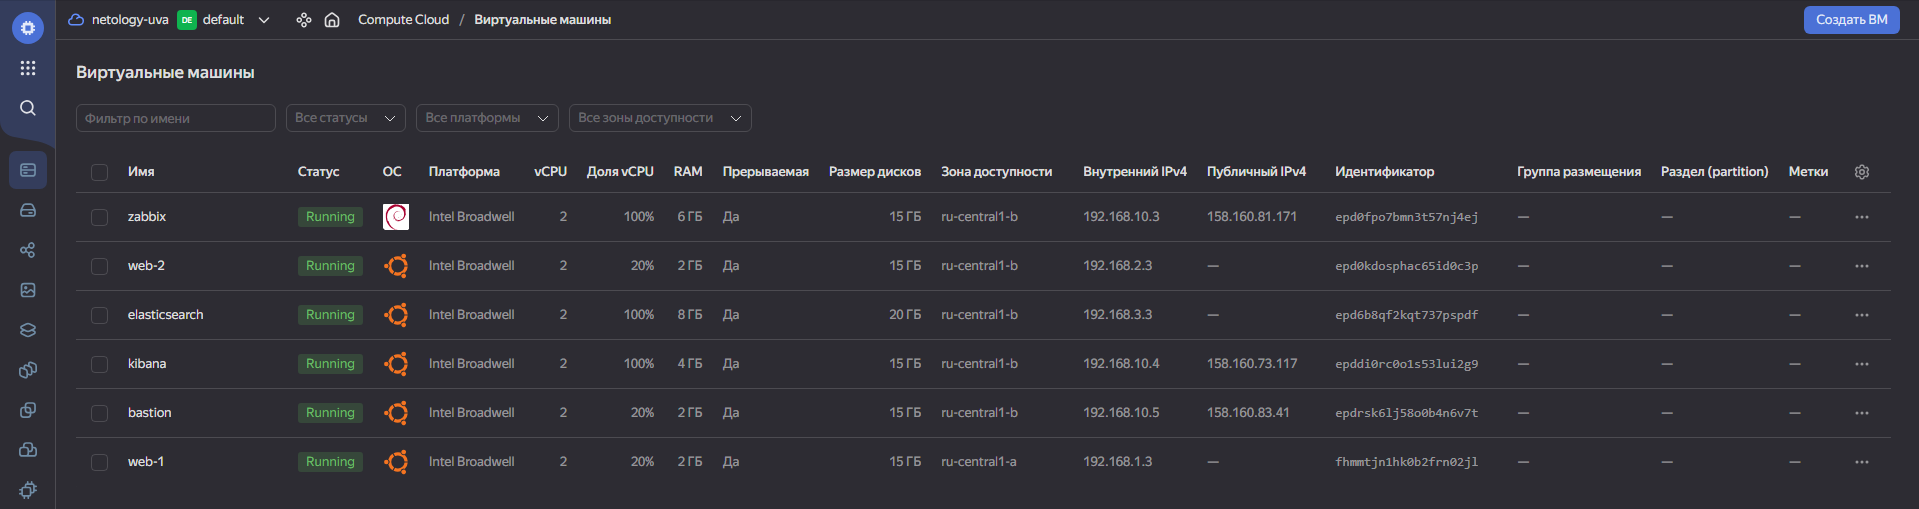 netology-uva DE default Compute Cloud / Виртуальные машины Создать ВМ
Виртуальные машины
Фильтр по имени Все статусы Все платформы Все зоны доступности
Имя Статус ОС Платформа vCPU Доля vCPU RAM Прерываемая Размер дисков Зона доступности Внутренний IPv4 Публичный IPv4 Идентификатор Группа размещения Раздел (partition) Метки
zabbix Running Intel Broadwell 2 100% 6 ГБ Да 15 ГБ ru-central1-b 192.168.10.3 158.160.81.171 epd0fpo7bmn3t57nj4ej — — —
web-2 Running Intel Broadwell 2 20% 2 ГБ Да 15 ГБ ru-central1-b 192.168.2.3 — epd0kdosphac65id0c3p — — —
elasticsearch Running Intel Broadwell 2 100% 8 ГБ Да 20 ГБ ru-central1-b 192.168.3.3 — epd6b8qf2kqt737pspdf — — —
kibana Running Intel Broadwell 2 100% 4 ГБ Да 15 ГБ ru-central1-b 192.168.10.4 158.160.73.117 epddi0rc0o1s53lui2g9 — — —
bastion Running Intel Broadwell 2 20% 2 ГБ Да 15 ГБ ru-central1-b 192.168.10.5 158.160.83.41 epdrsk6lj58o0b4n6v7t — — —
web-1 Running Intel Broadwell 2 20% 2 ГБ Да 15 ГБ ru-central1-a 192.168.1.3 — fhmmtjn1hk0b2frn02jl — — —